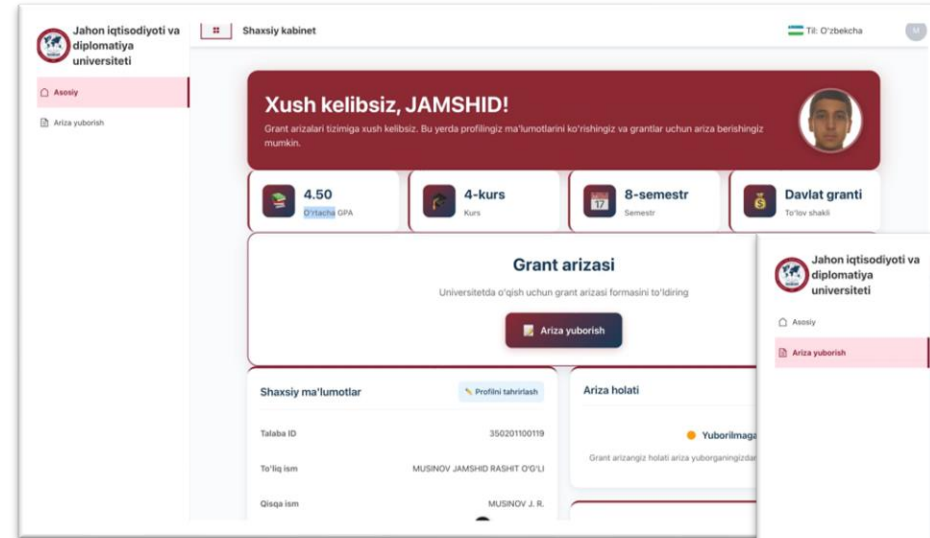 Jahon iqtisodiyoti va
diplomatiya
universiteti
Asosiy
Ariza yuborish
Shaxsiy kabinet
Til: O'zbekcha
M
Xush kelibsiz, JAMSHID!
Grant arizalari tizimiga xush kelibsiz. Bu yerda profilingiz ma'lumotlarini ko'rishingiz va grantlar uchun ariza berishingiz
mumkin.
4.50
O'rtacha GPA
4-kurs
Kurs
17
8-semestr
Semestr
Davlat granti
To'lov shakli
Grant arizasi
Universitetda o'qish uchun grant arizasi formasini to'ldiring
Ariza yuborish
Shaxsiy ma'lumotlar
Profilni tahrirlash
Talaba ID
350201100119
To'liq ism
MUSINOV JAMSHID RASHIT O'G'LI
Qisqa ism
MUSINOV J. R.
Ariza holati
Yuborilmaga
Grant arizangiz holati ariza yuborganingizdan
Jahon iqtisodiyoti va
diplomatiya
universiteti
Asosiy
Ariza yuborish